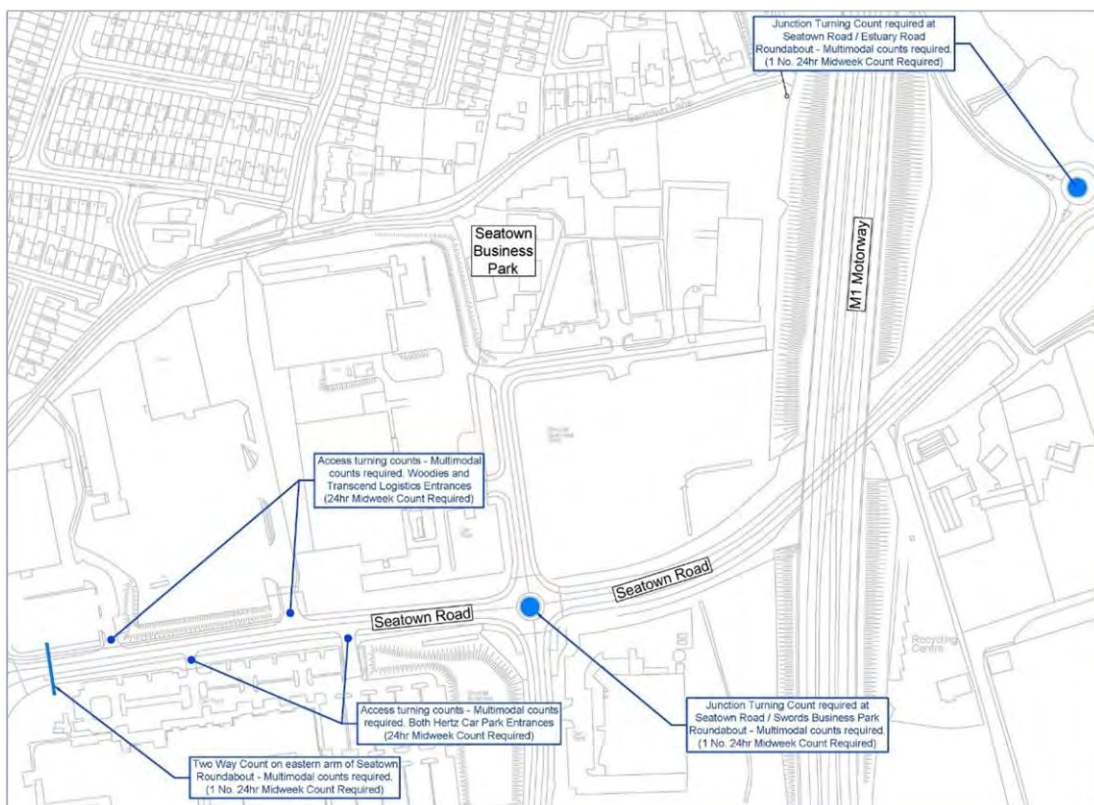 Junction Turning Count required at
Seatown Road / Estuary Road
Roundabout - Multimodal counts required.
(1 No. 24hr Midweek Count Required)
Seatown Lane
Seatown
Business
Park
M1 Motorway
Access turning counts - Multimodal
counts required. Woodies and
Transcend Logistics Entrances
(24hr Midweek Count Required)
Seatown Road
Seatown Road
Recycling
Centre
Access turning counts - Multimodal counts
required. Both Hertz Car Park Entrances
(24hr Midweek Count Required)
Junction Turning Count required at
Seatown Road / Swords Business Park
Roundabout - Multimodal counts required.
(1 No. 24hr Midweek Count Required)
Two Way Count on eastern arm of Seatown
Roundabout - Multimodal counts required.
(1 No. 24hr Midweek Count Required)